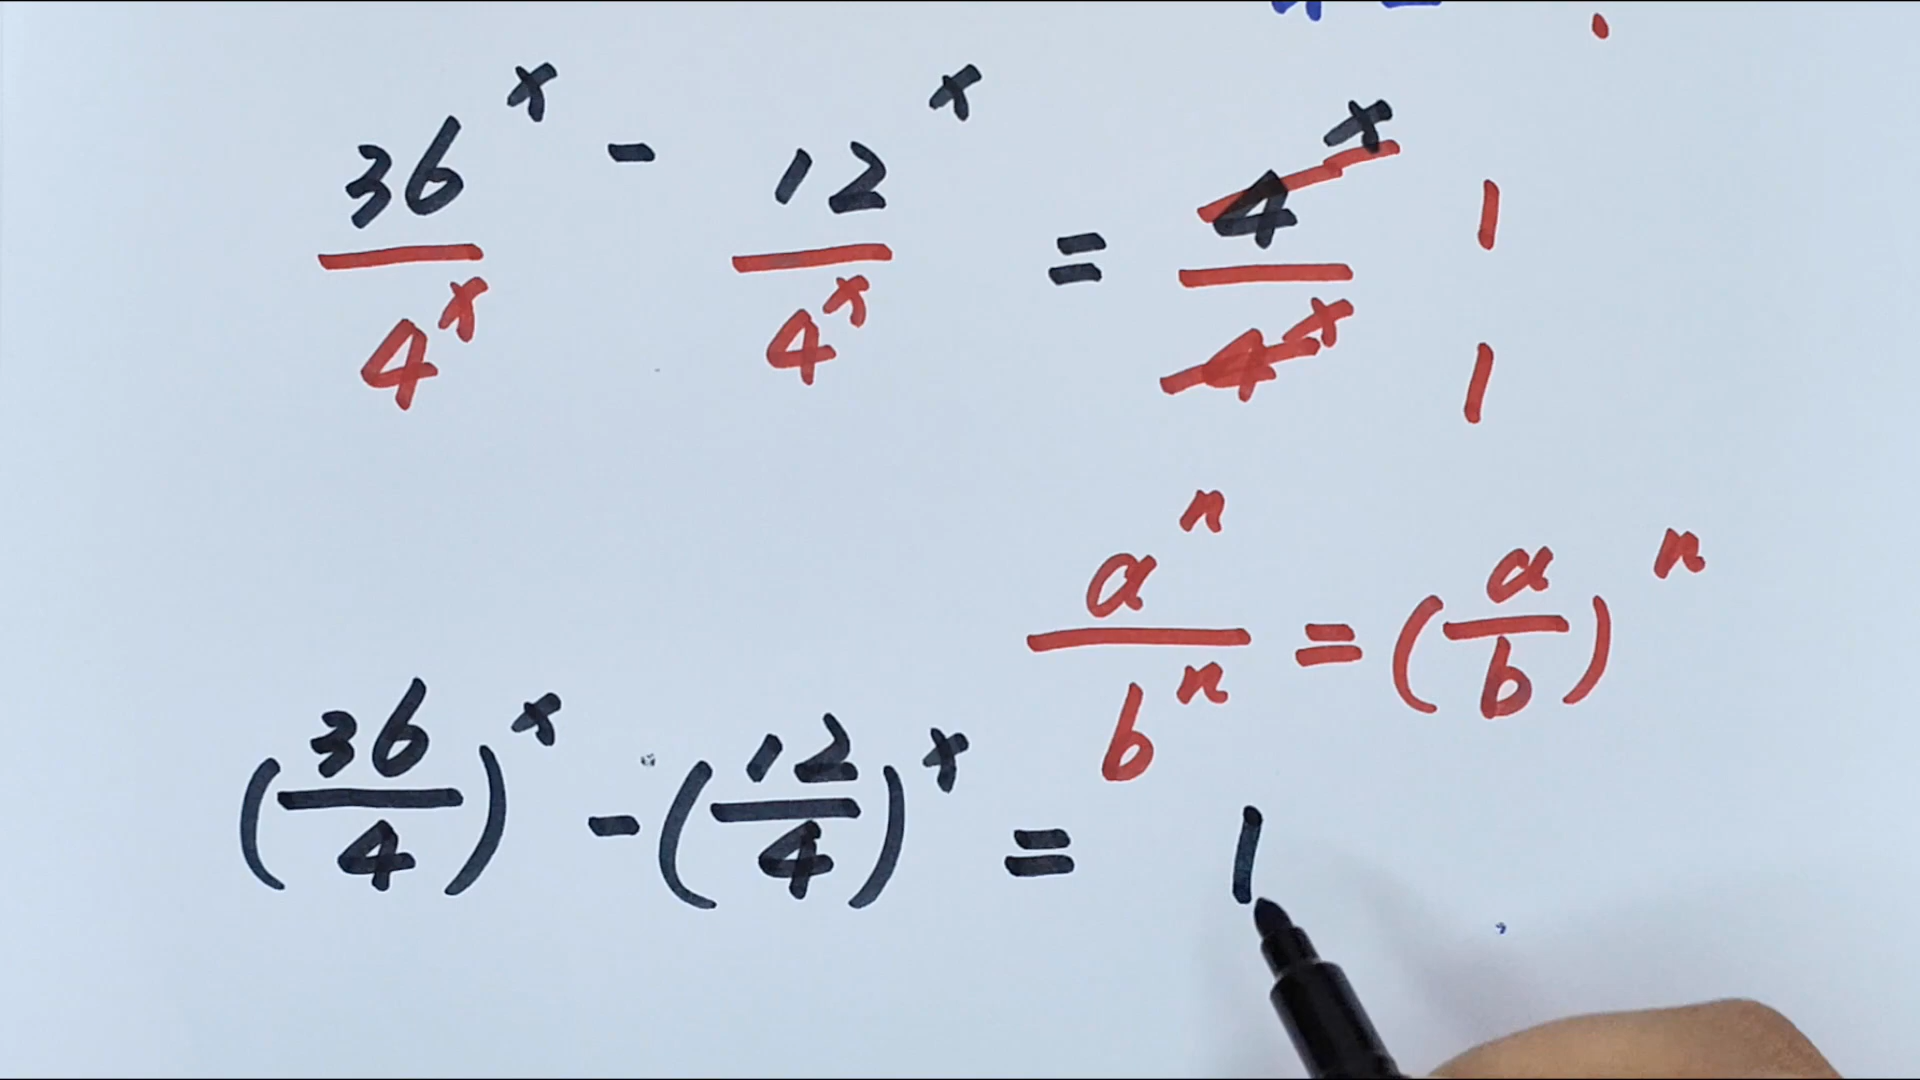 36^x / 4^x - 12^x / 4^x = 4^x / 4^x 1 / 1
a^n / b^n = (a / b)^n
(36 / 4)^x - (12 / 4)^x = 1